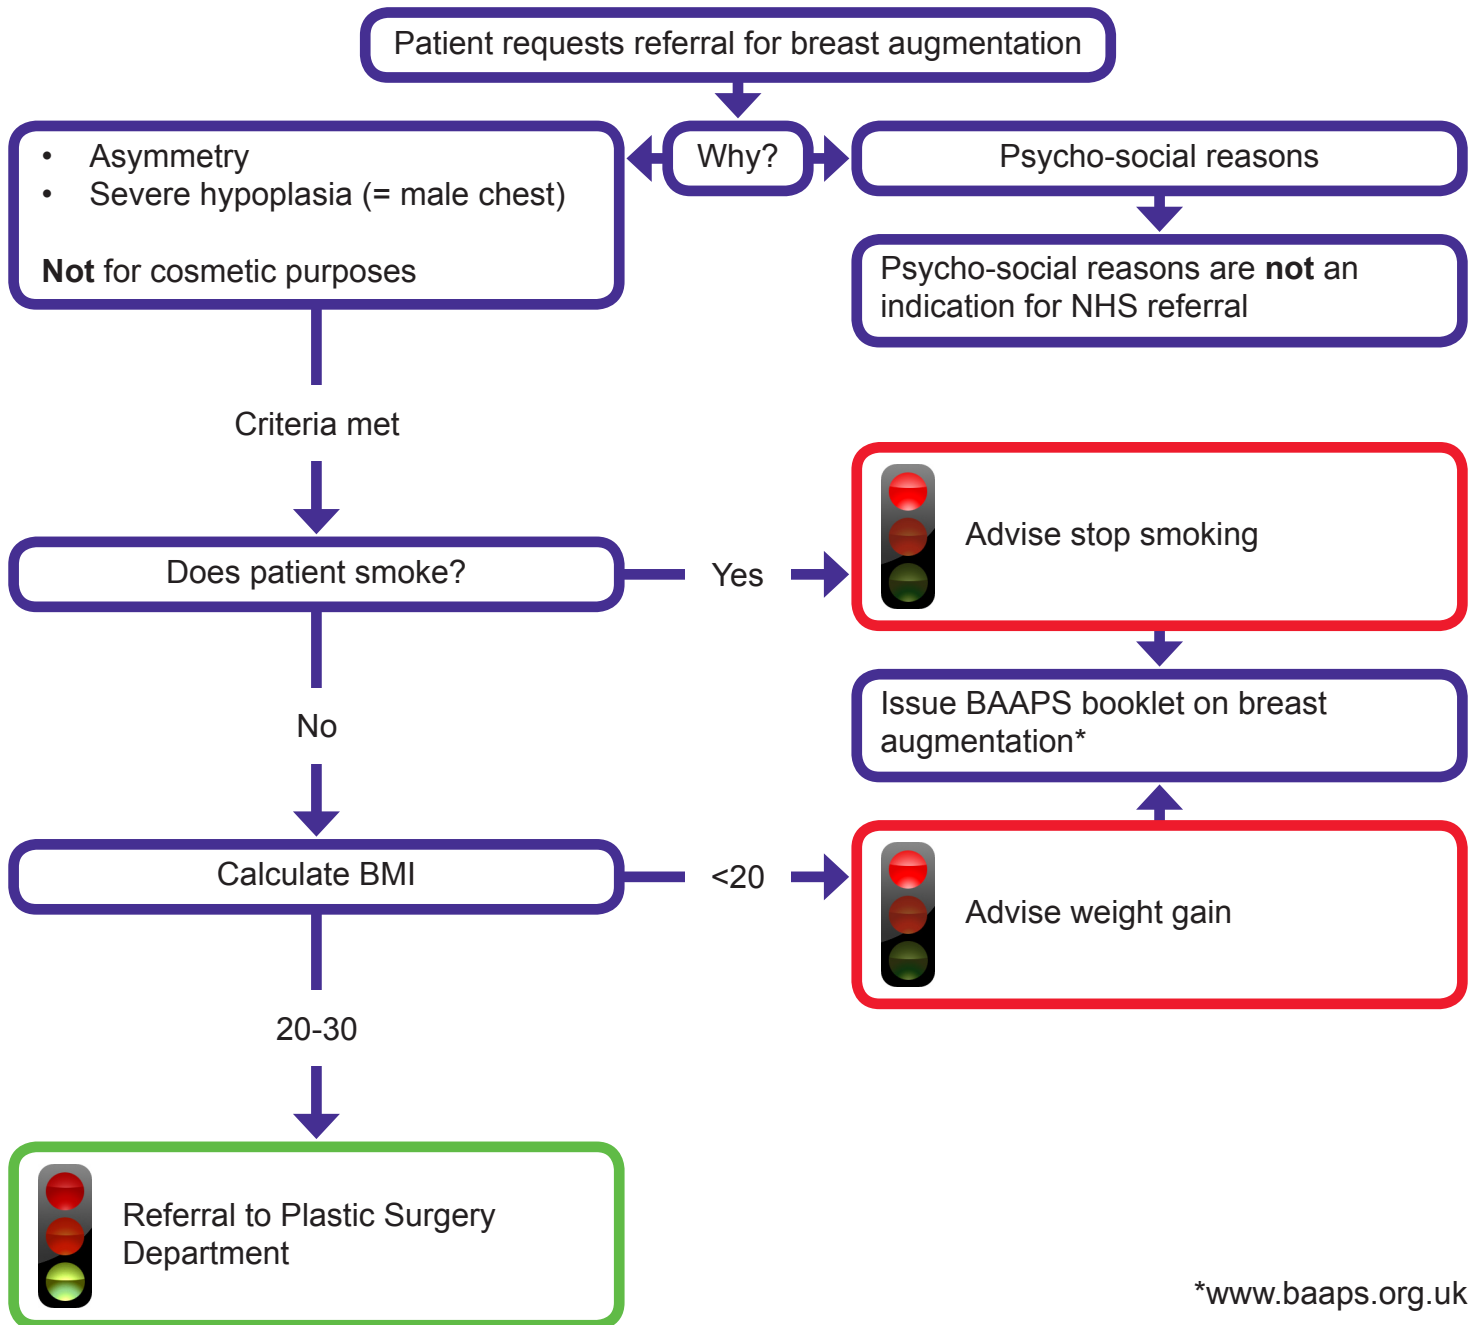 Patient requests referral for breast augmentation
Why?
• Asymmetry
• Severe hypoplasia (= male chest)
Not for cosmetic purposes
Psycho-social reasons
Psycho-social reasons are not an
indication for NHS referral
Criteria met
Does patient smoke?
Yes
Advise stop smoking
Issue BAAPS booklet on breast
augmentation*
No
Calculate BMI
<20
Advise weight gain
20-30
Referral to Plastic Surgery
Department
*www.baaps.org.uk